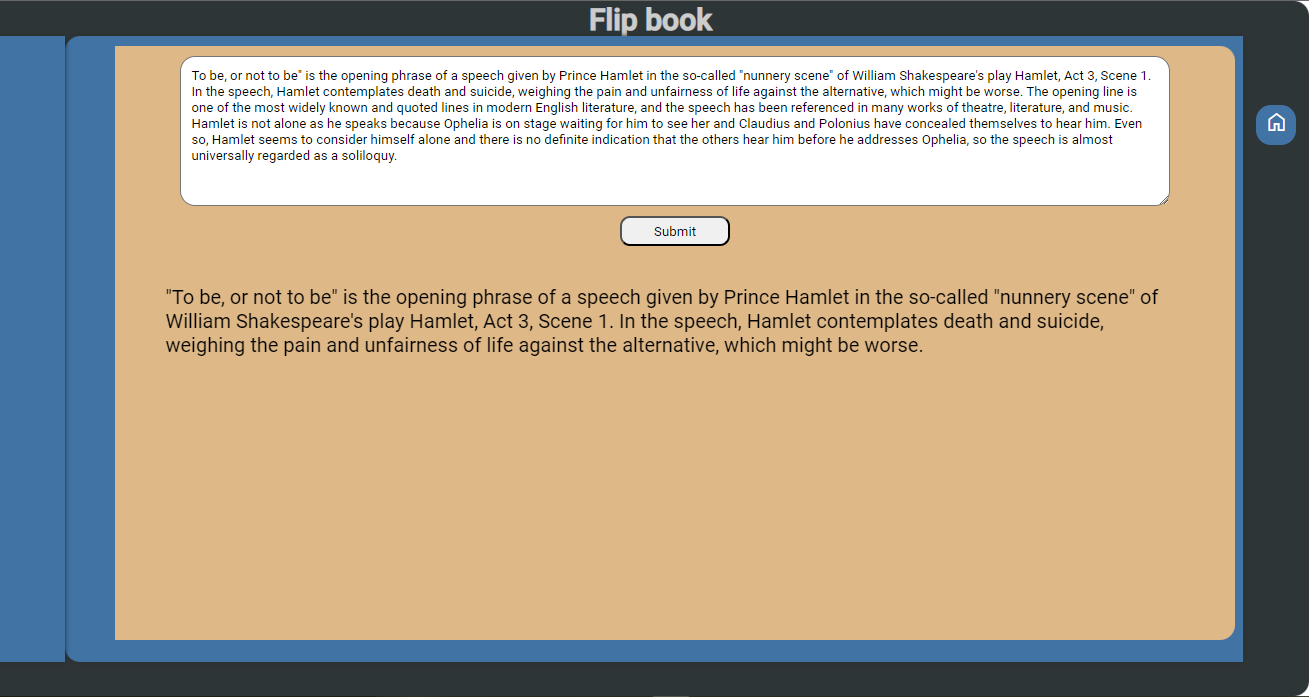 Flip book
To be, or not to be" is the opening phrase of a speech given by Prince Hamlet in the so-called "nunnery scene" of William Shakespeare's play Hamlet, Act 3, Scene 1.
In the speech, Hamlet contemplates death and suicide, weighing the pain and unfairness of life against the alternative, which might be worse. The opening line is
one of the most widely known and quoted lines in modern English literature, and the speech has been referenced in many works of theatre, literature, and music.
Hamlet is not alone as he speaks because Ophelia is on stage waiting for him to see her and Claudius and Polonius have concealed themselves to hear him. Even
so, Hamlet seems to consider himself alone and there is no definite indication that the others hear him before he addresses Ophelia, so the speech is almost
universally regarded as a soliloquy.
Submit
"To be, or not to be" is the opening phrase of a speech given by Prince Hamlet in the so-called "nunnery scene" of
William Shakespeare's play Hamlet, Act 3, Scene 1. In the speech, Hamlet contemplates death and suicide,
weighing the pain and unfairness of life against the alternative, which might be worse.